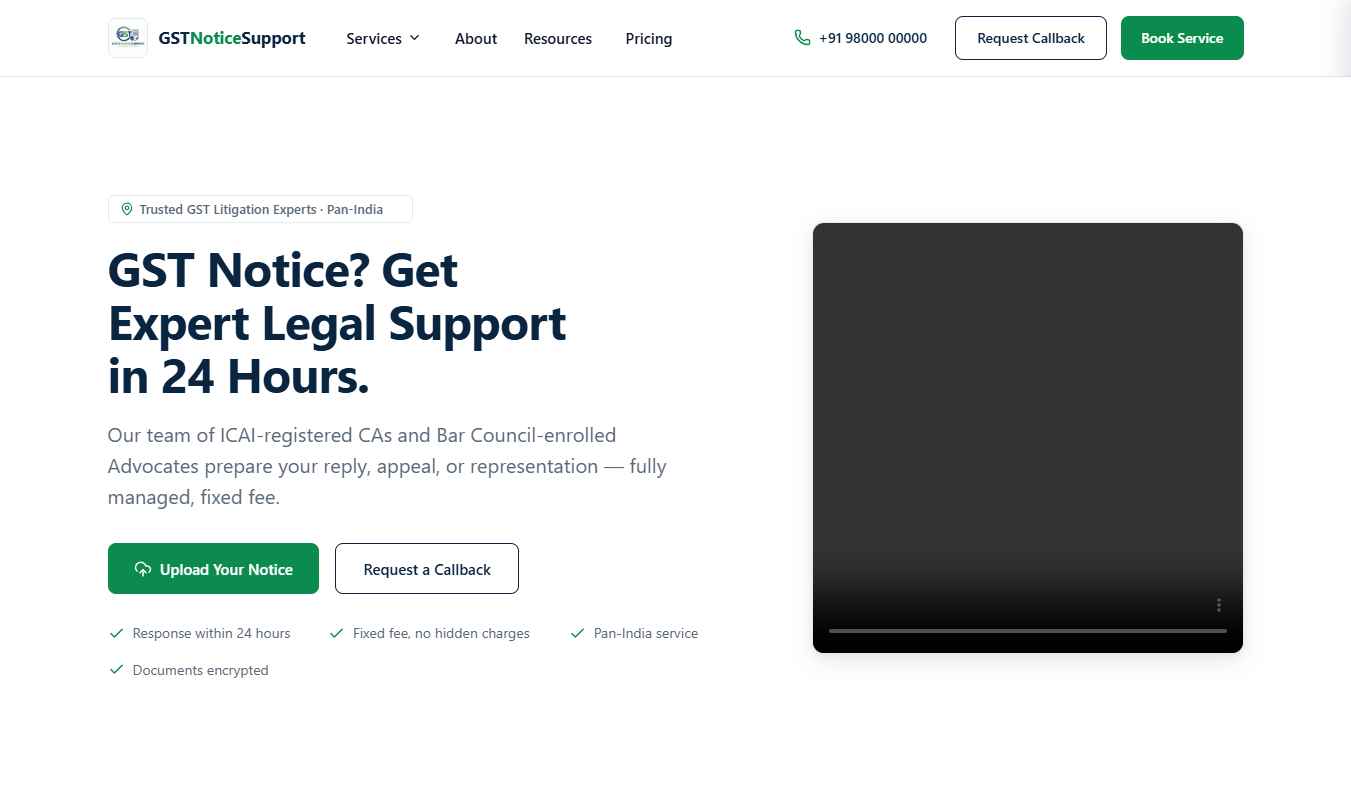 GSTNoticeSupport
Services
About
Resources
Pricing
+91 98000 00000
Request Callback
Book Service
Trusted GST Litigation Experts · Pan-India
GST Notice? Get
Expert Legal Support
in 24 Hours.
Our team of ICAI-registered CAs and Bar Council-enrolled
Advocates prepare your reply, appeal, or representation — fully
managed, fixed fee.
Upload Your Notice
Request a Callback
Response within 24 hours
Fixed fee, no hidden charges
Pan-India service
Documents encrypted